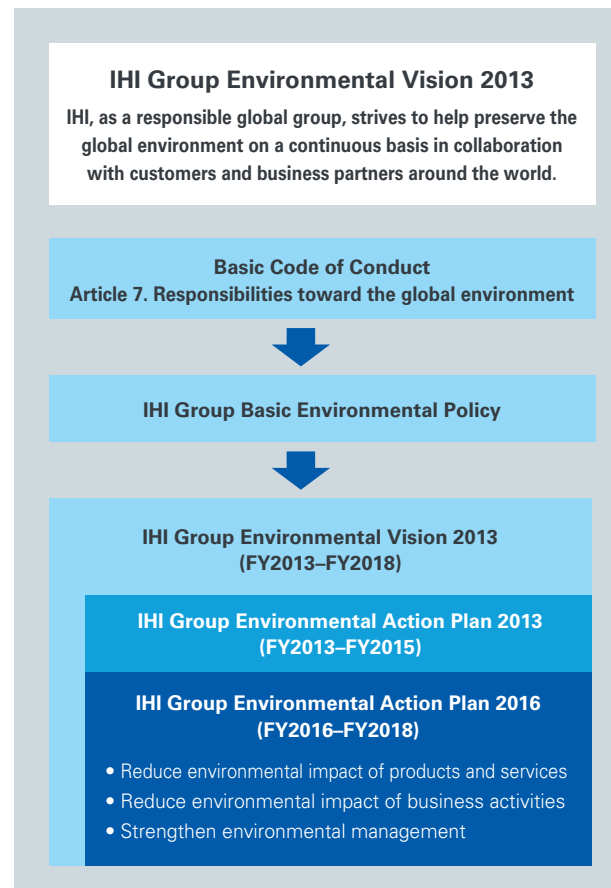 IHI Group Environmental Vision 2013
IHI, as a responsible global group, strives to help preserve the
global environment on a continuous basis in collaboration
with customers and business partners around the world.
Basic Code of Conduct
Article 7. Responsibilities toward the global environment
IHI Group Basic Environmental Policy
IHI Group Environmental Vision 2013
(FY2013–FY2018)
IHI Group Environmental Action Plan 2013
(FY2013–FY2015)
IHI Group Environmental Action Plan 2016
(FY2016–FY2018)
• Reduce environmental impact of products and services
• Reduce environmental impact of business activities
• Strengthen environmental management